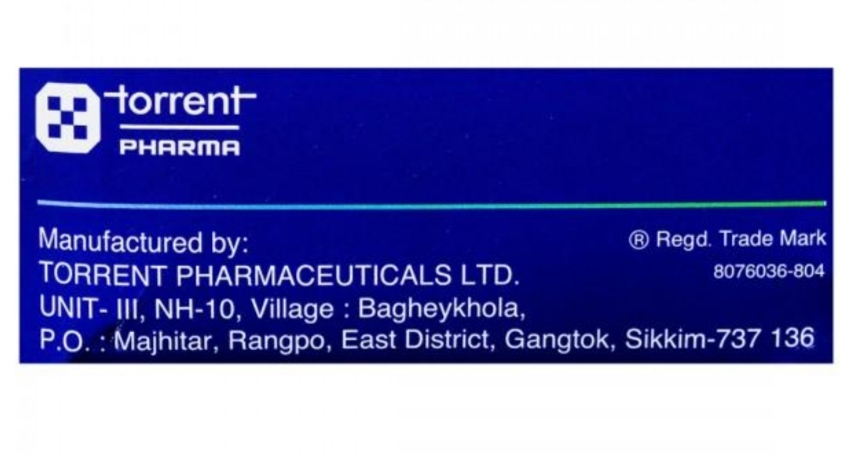 torrent
PHARMA
Manufactured by:
TORRENT PHARMACEUTICALS LTD.
UNIT- III, NH-10, Village : Bagheykhola,
P.O. : Majhitar, Rangpo, East District, Gangtok, Sikkim-737 136
® Regd. Trade Mark
8076036-804